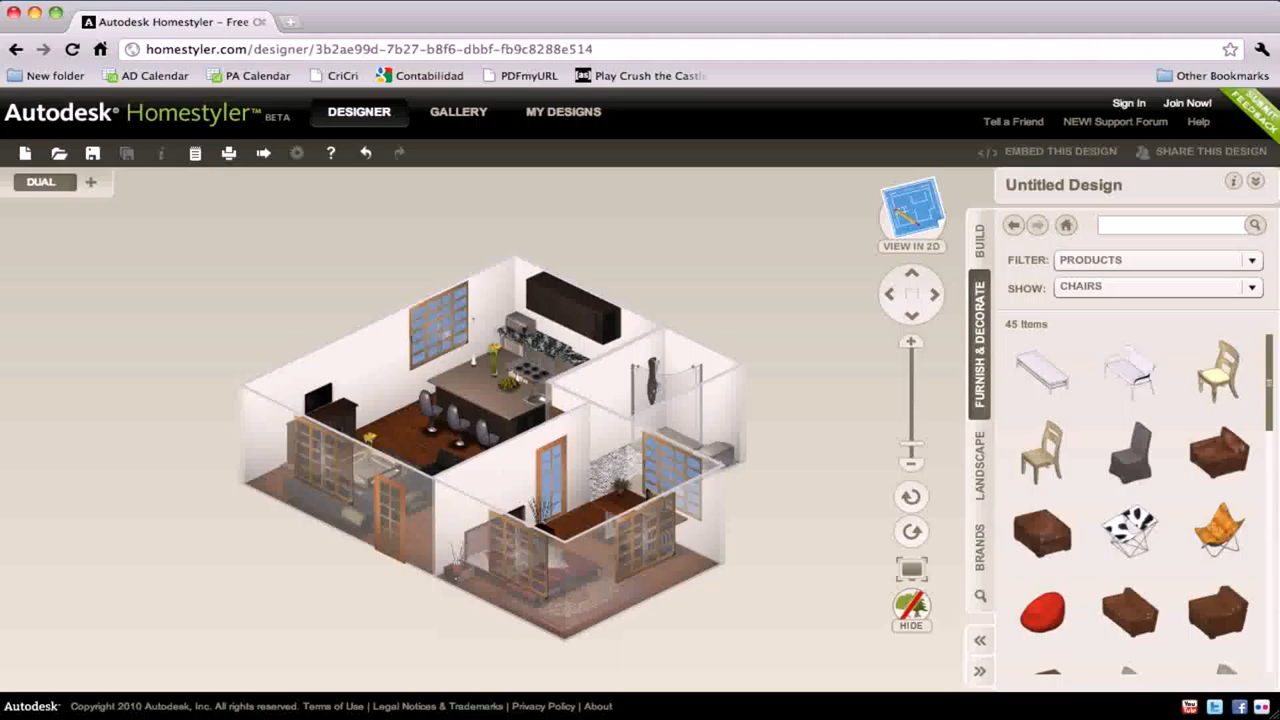 Autodesk Homestyler – Free
homestyler.com/designer/3b2ae99d-7b27-b8f6-dbbf-fb9c8288e514
New folder AD Calendar PA Calendar CriCri Contabilidad PDFmyURL Play Crush the Castle Other Bookmarks
Autodesk® Homestyler™ BETA DESIGNER GALLERY MY DESIGNS
Sign In Join Now!
Tell a Friend NEW! Support Forum Help
SUBMIT
FEEDBACK
EMBED THIS DESIGN SHARE THIS DESIGN
DUAL
Untitled Design
VIEW IN 2D
BUILD
FURNISH & DECORATE
LANDSCAPE
BRANDS
FILTER: PRODUCTS
SHOW: CHAIRS
45 Items
HIDE
Autodesk® Copyright 2010 Autodesk, Inc. All rights reserved. Terms of Use | Legal Notices & Trademarks | Privacy Policy | About
You
Tube